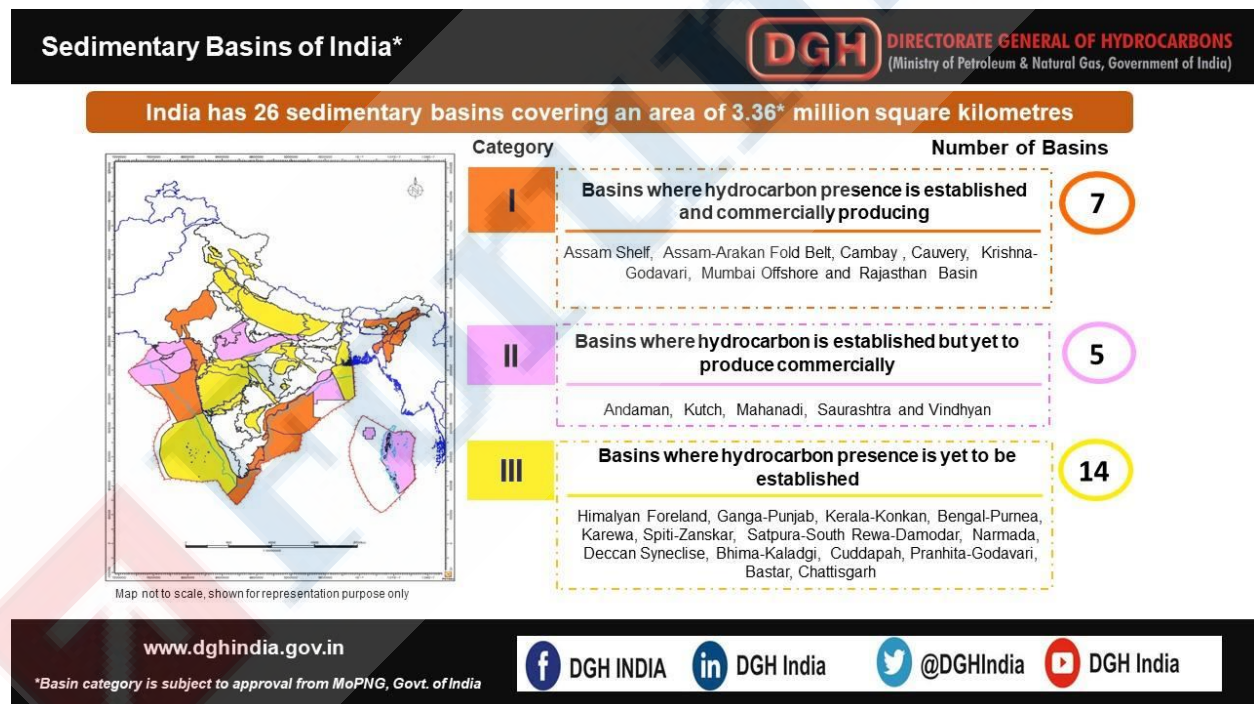 Sedimentary Basins of India*
DGH
DIRECTORATE GENERAL OF HYDROCARBONS
(Ministry of Petroleum & Natural Gas, Government of India)
India has 26 sedimentary basins covering an area of 3.36* million square kilometres
Category
Number of Basins
I
Basins where hydrocarbon presence is established
and commercially producing
7
Assam Shelf, Assam-Arakan Fold Belt, Cambay , Cauvery, Krishna-
Godavari, Mumbai Offshore and Rajasthan Basin
II
Basins where hydrocarbon is established but yet to
produce commercially
5
Andaman, Kutch, Mahanadi, Saurashtra and Vindhyan
III
Basins where hydrocarbon presence is yet to be
established
14
Himalyan Foreland, Ganga-Punjab, Kerala-Konkan, Bengal-Purnea,
Karewa, Spiti-Zanskar, Satpura-South Rewa-Damodar, Narmada,
Deccan Syneclise, Bhima-Kaladgi, Cuddapah, Pranhita-Godavari,
Bastar, Chattisgarh
Map not to scale, shown for representation purpose only
www.dghindia.gov.in
*Basin category is subject to approval from MoPNG, Govt. of India
DGH INDIA
DGH India
@DGHIndia
DGH India